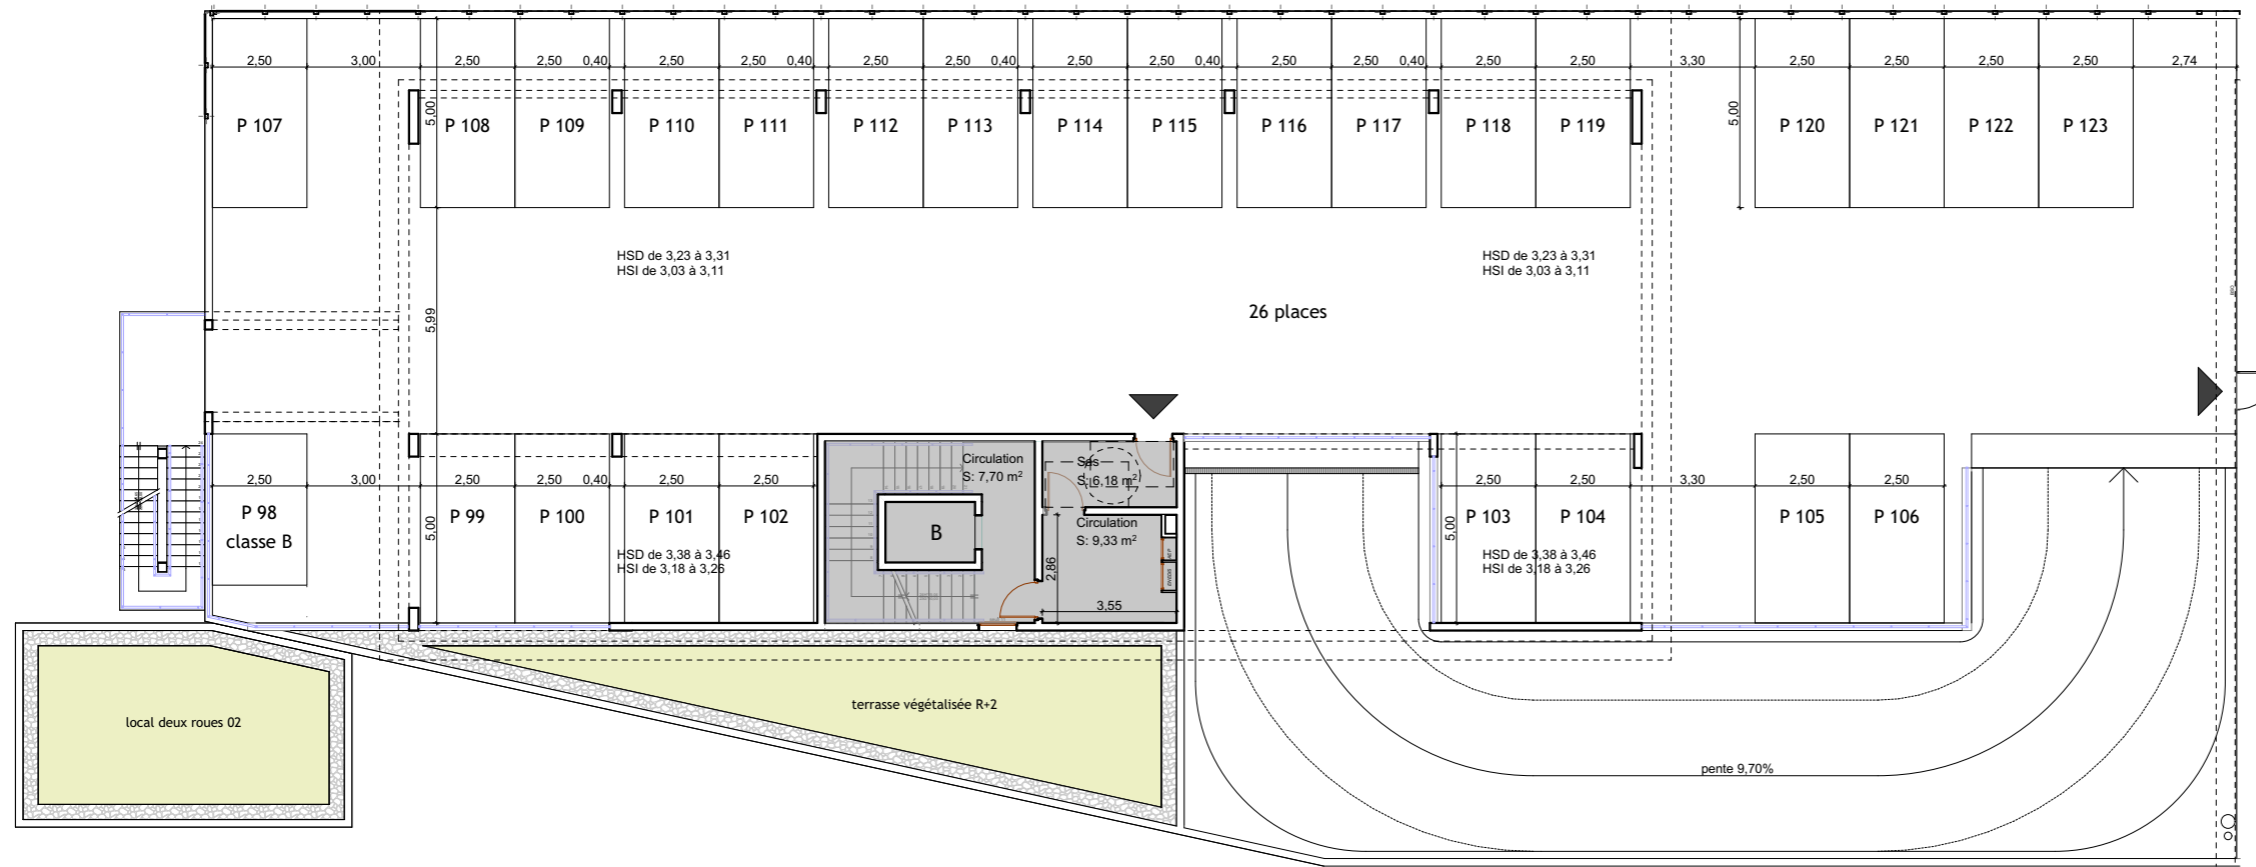 2,50 3,00 2,50 2,50 0,40 2,50 2,50 0,40 2,50 2,50 0,40 2,50 2,50 0,40 2,50 2,50 0,40 2,50 2,50 3,30 2,50 2,50 2,50 2,50 2,74
5,00
5,00
P 107 P 108 P 109 P 110 P 111 P 112 P 113 P 114 P 115 P 116 P 117 P 118 P 119 P 120 P 121 P 122 P 123
HSD de 3,23 à 3,31
HSI de 3,03 à 3,11
HSD de 3,23 à 3,31
HSI de 3,03 à 3,11
26 places
5,99
2,50 3,00 2,50 2,50 0,40 2,50 2,50
Circulation
S: 7,70 m²
Sas
S: 6,18 m²
2,50 2,50 3,30 2,50 2,50
P 98
classe B
5,00
P 99 P 100 P 101 P 102
B
Circulation
S: 9,33 m²
5,00
P 103 P 104 P 105 P 106
HSD de 3,38 à 3,46
HSI de 3,18 à 3,26
2,86
3,55
HSD de 3,38 à 3,46
HSI de 3,18 à 3,26
local deux roues 02
terrasse végétalisée R+2
pente 9,70%